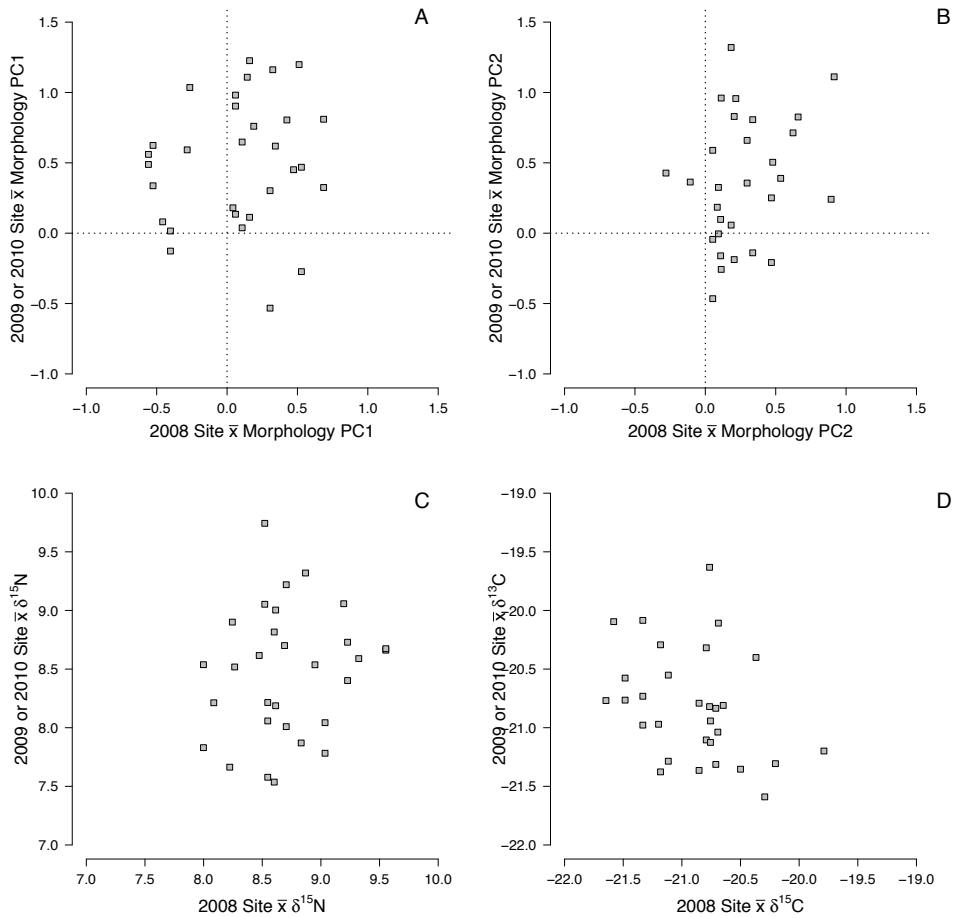 A
2009 or 2010 Site x̅ Morphology PC1
1.5
1.0
0.5
0.0
−0.5
−1.0
−1.0 −0.5 0.0 0.5 1.0 1.5
2008 Site x̅ Morphology PC1
B
2009 or 2010 Site x̅ Morphology PC2
1.5
1.0
0.5
0.0
−0.5
−1.0
−1.0 −0.5 0.0 0.5 1.0 1.5
2008 Site x̅ Morphology PC2
C
2009 or 2010 Site x̅ δ¹⁵N
10.0
9.5
9.0
8.5
8.0
7.5
7.0
7.0 7.5 8.0 8.5 9.0 9.5 10.0
2008 Site x̅ δ¹⁵N
D
2009 or 2010 Site x̅ δ¹³C
−19.0
−19.5
−20.0
−20.5
−21.0
−21.5
−22.0
−22.0 −21.5 −21.0 −20.5 −20.0 −19.0 −19.0
2008 Site x̅ δ¹⁵C